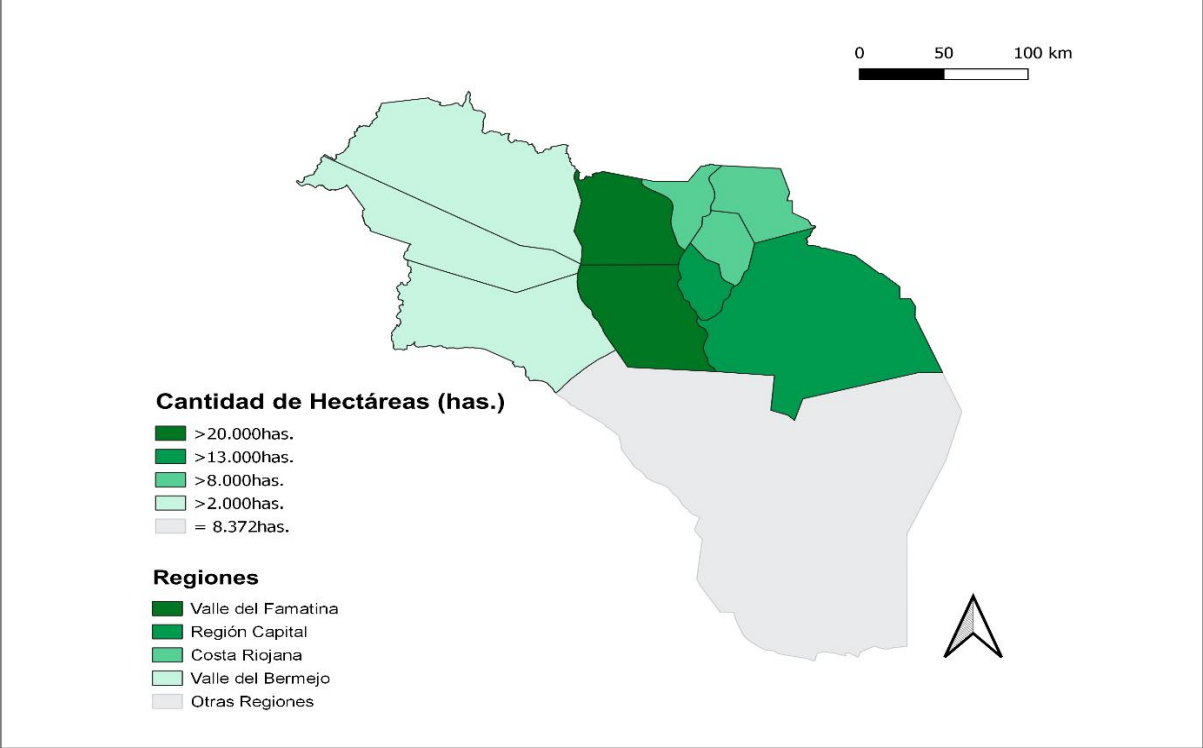 0 50 100 km
Cantidad de Hectáreas (has.)
>20.000has.
>13.000has.
>8.000has.
>2.000has.
= 8.372has.
Regiones
Valle del Famatina
Región Capital
Costa Riojana
Valle del Bermejo
Otras Regiones